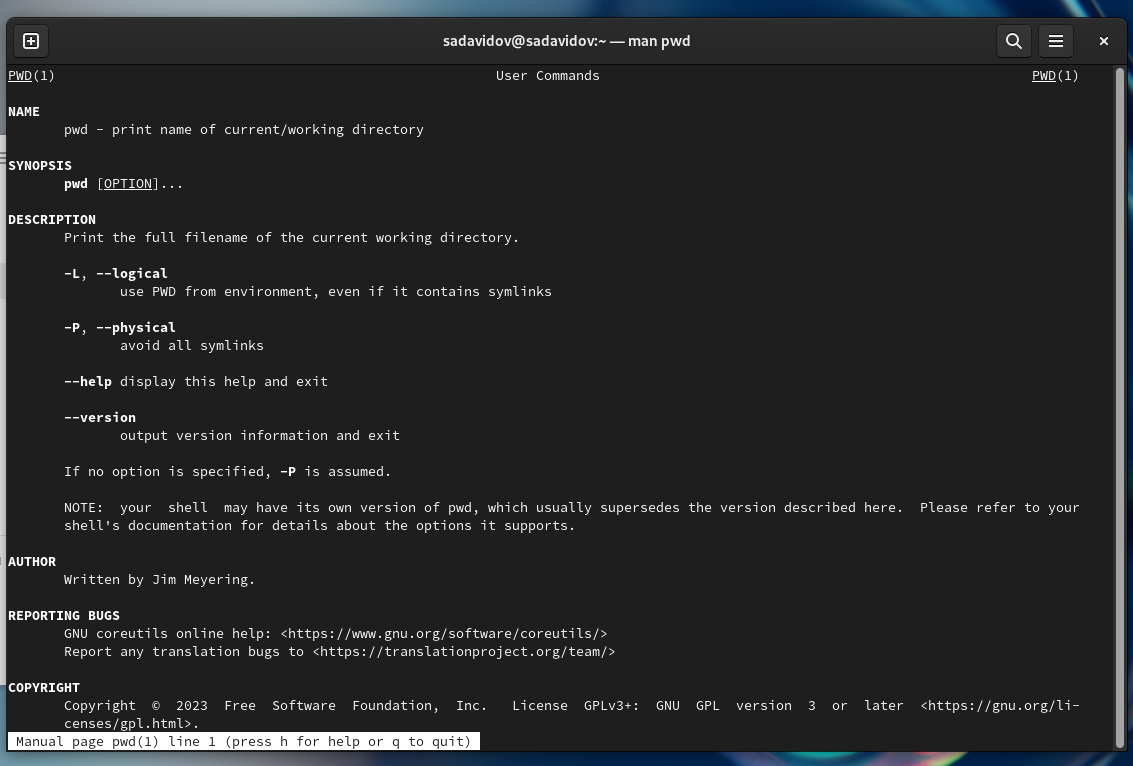 sadavidov@sadavidov:~ — man pwd
PWD(1) User Commands PWD(1)
NAME
pwd - print name of current/working directory
SYNOPSIS
pwd [OPTION]...
DESCRIPTION
Print the full filename of the current working directory.
-L, --logical
use PWD from environment, even if it contains symlinks
-P, --physical
avoid all symlinks
--help display this help and exit
--version
output version information and exit
If no option is specified, -P is assumed.
NOTE: your shell may have its own version of pwd, which usually supersedes the version described here. Please refer to your
shell's documentation for details about the options it supports.
AUTHOR
Written by Jim Meyering.
REPORTING BUGS
GNU coreutils online help: <https://www.gnu.org/software/coreutils/>
Report any translation bugs to <https://translationproject.org/team/>
COPYRIGHT
Copyright © 2023 Free Software Foundation, Inc. License GPLv3+: GNU GPL version 3 or later <https://gnu.org/li-
censes/gpl.html>.
Manual page pwd(1) line 1 (press h for help or q to quit)